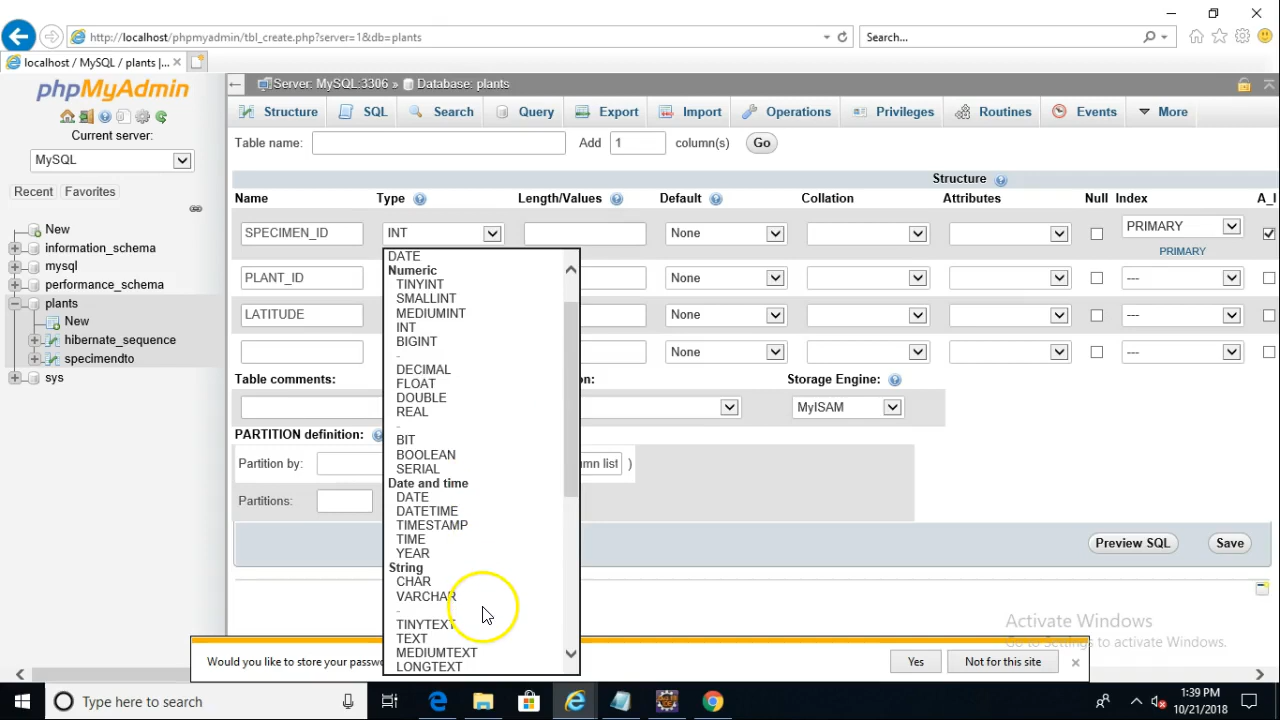 http://localhost/phpmyadmin/tbl_create.php?server=1&db=plants
Search...
localhost / MySQL / plants |...
phpMyAdmin
Current server:
MySQL
Recent Favorites
New
information_schema
mysql
performance_schema
plants
New
hibernate_sequence
specimendto
sys
Server: MySQL:3306 » Database: plants
Structure SQL Search Query Export Import Operations Privileges Routines Events More
Table name: Add 1 column(s) Go
Structure
Name Type Length/Values Default Collation Attributes Null Index A_I
SPECIMEN_ID INT None PRIMARY
PRIMARY
PLANT_ID None ---
LATITUDE None ---
None ---
DATE
Numeric
TINYINT
SMALLINT
MEDIUMINT
INT
BIGINT
-
DECIMAL
FLOAT
DOUBLE
REAL
-
BIT
BOOLEAN
SERIAL
Date and time
DATE
DATETIME
TIMESTAMP
TIME
YEAR
String
CHAR
VARCHAR
-
TINYTEXT
TEXT
MEDIUMTEXT
LONGTEXT
Table comments: Storage Engine:
MyISAM
PARTITION definition:
Partition by: )
Partitions:
Preview SQL Save
Activate Windows
Go to Settings to activate Windows.
Would you like to store your Yes Not for this site
Type here to search
1:39 PM
10/21/2018